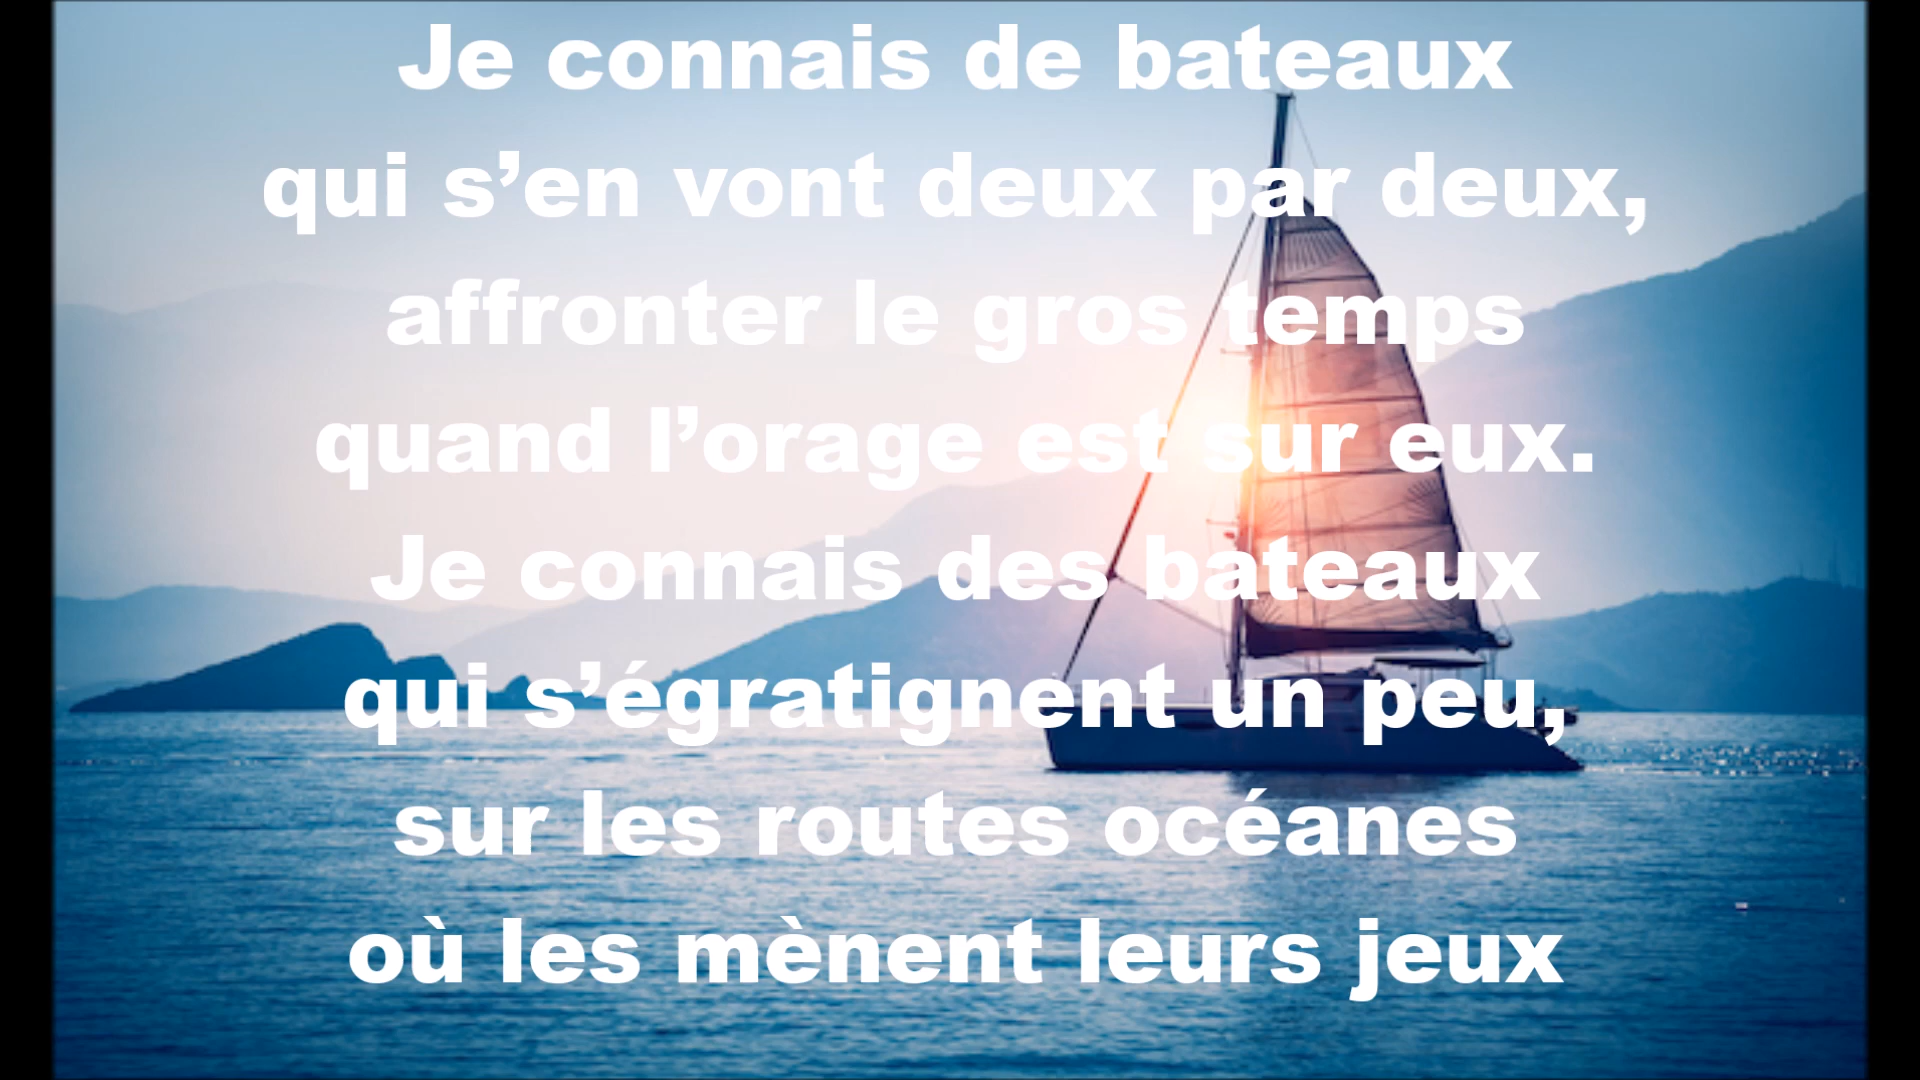 Je connais de bateaux
qui s’en vont deux par deux,
affronter le gros temps
quand l’orage est sur eux.
Je connais des bateaux
qui s’égratignent un peu,
sur les routes océanes
où les mènent leurs jeux